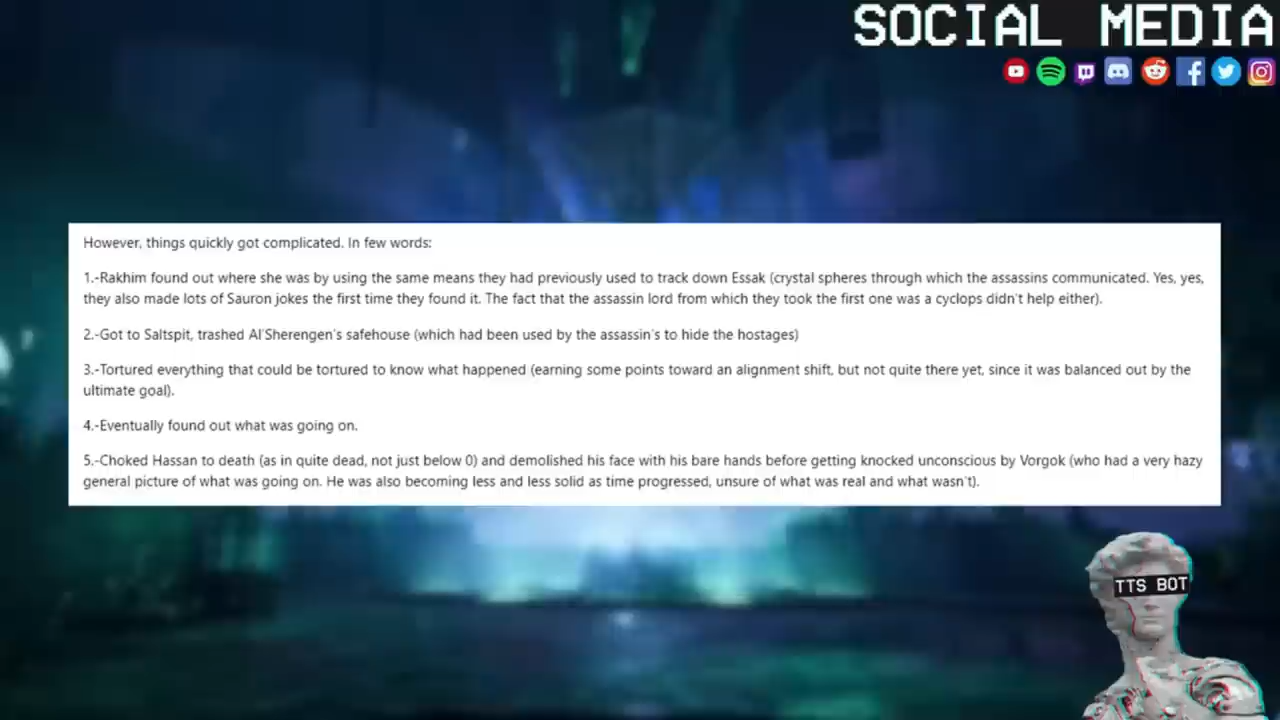 SOCIAL MEDIA
However, things quickly got complicated. In few words:
1.-Rakhim found out where she was by using the same means they had previously used to track down Essak (crystal spheres through which the assassins communicated. Yes, yes,
they also made lots of Sauron jokes the first time they found it. The fact that the assassin lord from which they took the first one was a cyclops didn't help either).
2.-Got to Saltspit, trashed Al'Sherengen's safehouse (which had been used by the assassin's to hide the hostages)
3.-Tortured everything that could be tortured to know what happened (earning some points toward an alignment shift, but not quite there yet, since it was balanced out by the
ultimate goal).
4.-Eventually found out what was going on.
5.-Choked Hassan to death (as in quite dead, not just below 0) and demolished his face with his bare hands before getting knocked unconscious by Vorgok (who had a very hazy
general picture of what was going on. He was also becoming less and less solid as time progressed, unsure of what was real and what wasn't).
TTS BOT